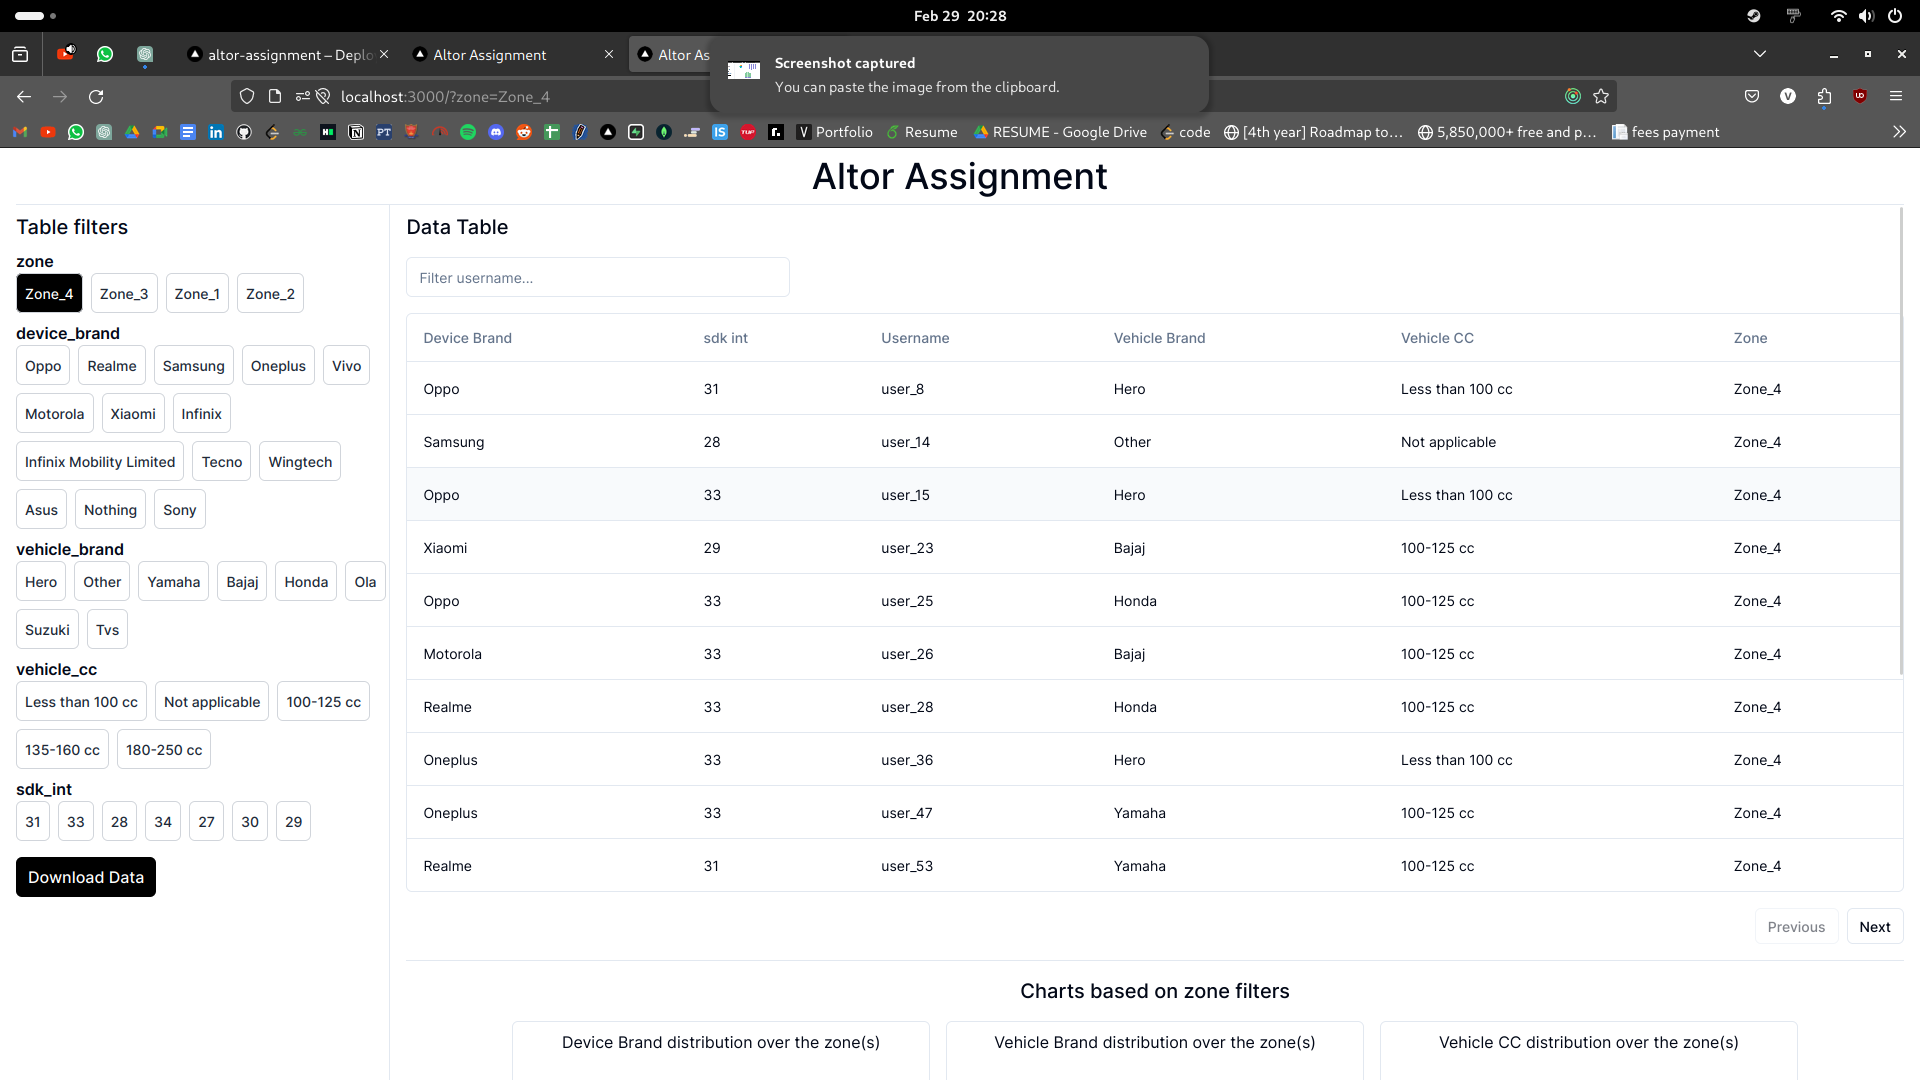 Feb 29 20:28
altor-assignment – Deplo
Altor Assignment
Altor As
Screenshot captured
You can paste the image from the clipboard.
localhost:3000/?zone=Zone_4
Portfolio
Resume
RESUME - Google Drive
code
[4th year] Roadmap to...
5,850,000+ free and p...
fees payment
Altor Assignment
Table filters
zone
Zone_4 Zone_3 Zone_1 Zone_2
device_brand
Oppo Realme Samsung Oneplus Vivo
Motorola Xiaomi Infinix
Infinix Mobility Limited Tecno Wingtech
Asus Nothing Sony
vehicle_brand
Hero Other Yamaha Bajaj Honda Ola
Suzuki Tvs
vehicle_cc
Less than 100 cc Not applicable 100-125 cc
135-160 cc 180-250 cc
sdk_int
31 33 28 34 27 30 29
Download Data
Data Table
Filter username...
Device Brand sdk int Username Vehicle Brand Vehicle CC Zone
Oppo 31 user_8 Hero Less than 100 cc Zone_4
Samsung 28 user_14 Other Not applicable Zone_4
Oppo 33 user_15 Hero Less than 100 cc Zone_4
Xiaomi 29 user_23 Bajaj 100-125 cc Zone_4
Oppo 33 user_25 Honda 100-125 cc Zone_4
Motorola 33 user_26 Bajaj 100-125 cc Zone_4
Realme 33 user_28 Honda 100-125 cc Zone_4
Oneplus 33 user_36 Hero Less than 100 cc Zone_4
Oneplus 33 user_47 Yamaha 100-125 cc Zone_4
Realme 31 user_53 Yamaha 100-125 cc Zone_4
Previous Next
Charts based on zone filters
Device Brand distribution over the zone(s)
Vehicle Brand distribution over the zone(s)
Vehicle CC distribution over the zone(s)